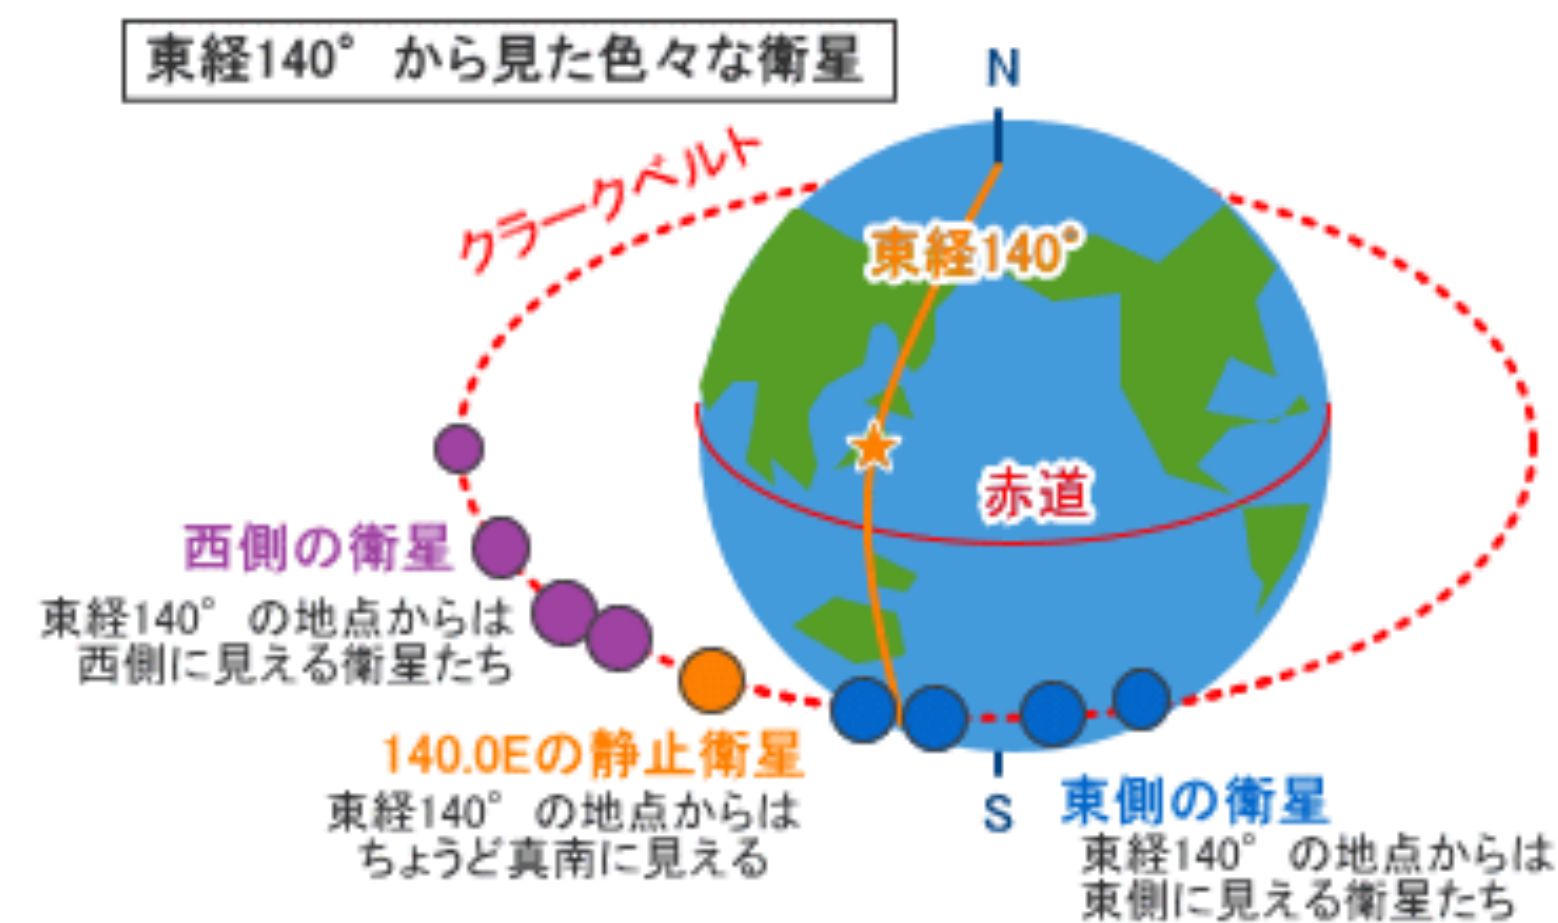 東経140°から見た色々な衛星
N
クラークベルト
東経140°
赤道
西側の衛星
東経140°の地点からは
西側に見える衛星たち
140.0Eの静止衛星
東経140°の地点からは
ちょうど真南に見える
S
東側の衛星
東経140°の地点からは
東側に見える衛星たち